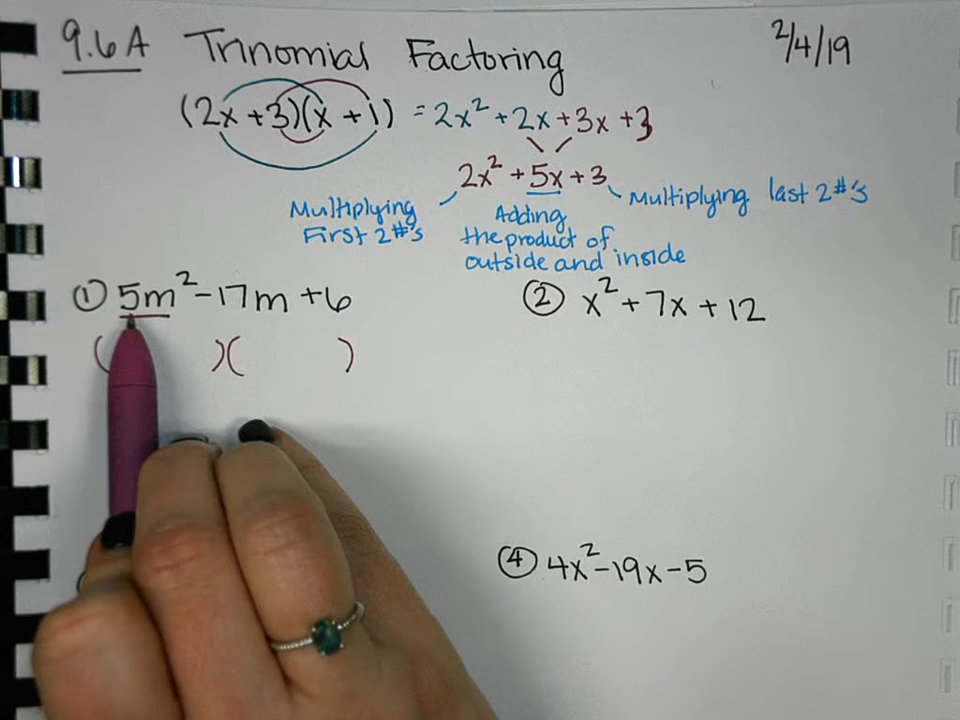 9.6A Trinomial Factoring 2/4/19
(2x+3)(x+1) = 2x² + 2x + 3x + 3
2x² + 5x + 3
Multiplying First 2 #'s
Adding the product of outside and inside
Multiplying last 2 #'s
① 5m² - 17m + 6
( )( )
② x² + 7x + 12
④ 4x² - 19x - 5